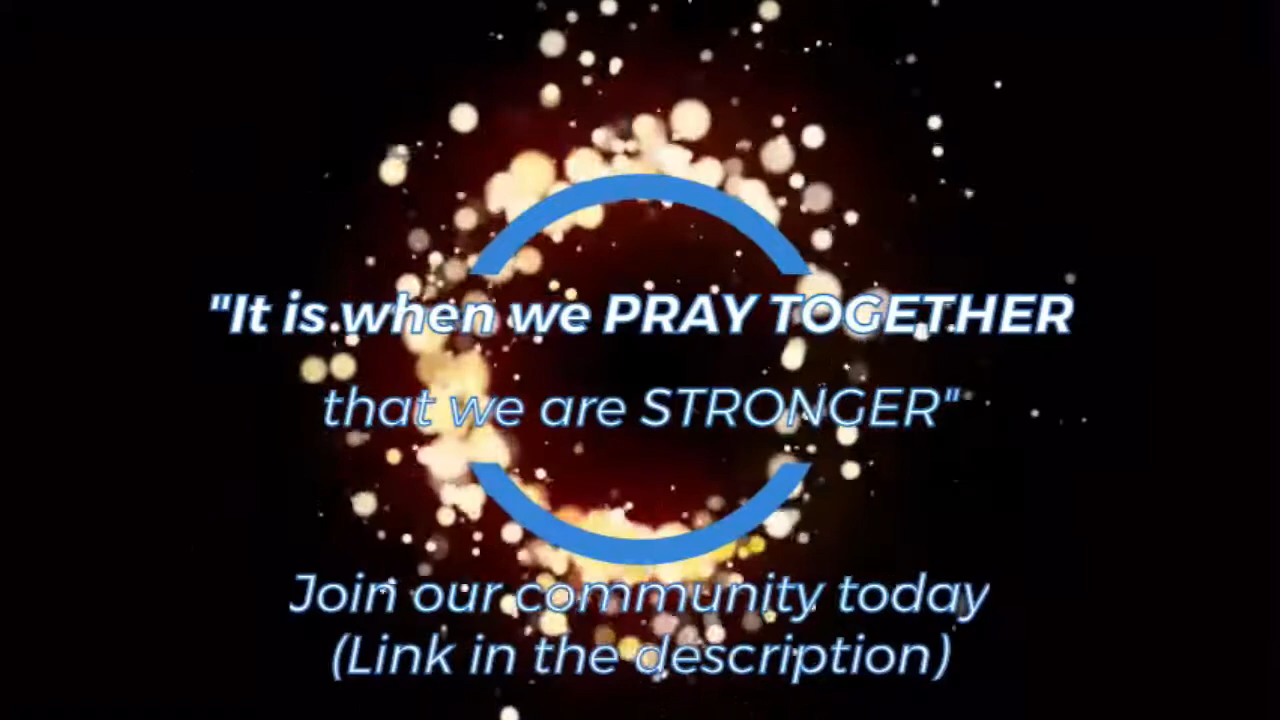 "It is when we PRAY TOGETHER
that we are STRONGER"
Join our community today
(Link in the description)